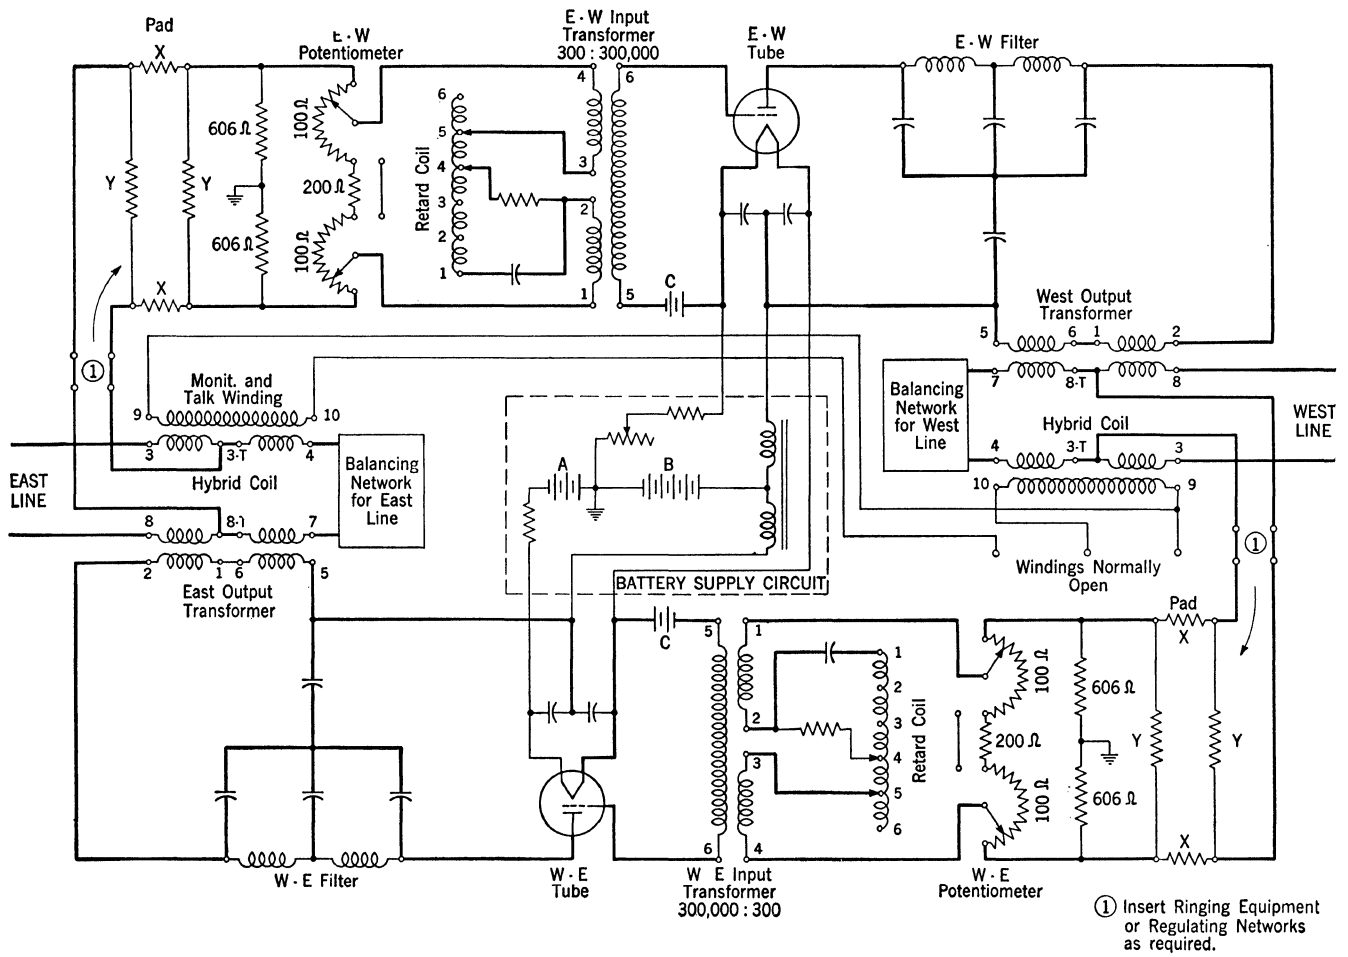 Pad
X
E·W
Potentiometer
E·W Input
Transformer
300 : 300,000
E·W
Tube
E·W Filter
4
6
606 Ω
100 Ω
6
5
4
3
2
1
Retard Coil
3
2
Y
Y
200 Ω
606 Ω
100 Ω
X
1
5
C
West Output
Transformer
5
6
1
2
7
8-T
8
1
Monit. and
Talk Winding
9
10
3
3-T
4
Hybrid Coil
EAST
LINE
Balancing
Network
for East
Line
8
7
2
1
6
5
East Output
Transformer
A
B
BATTERY SUPPLY CIRCUIT
Balancing
Network
for West
Line
Hybrid Coil
4
3-T
3
10
9
WEST
LINE
1
Windings Normally
Open
C
5
1
Pad
X
1
2
3
4
5
6
Retard Coil
2
3
100 Ω
606 Ω
200 Ω
Y
Y
100 Ω
606 Ω
X
6
4
W·E Filter
W·E
Tube
W E Input
Transformer
300,000 : 300
W·E
Potentiometer
1 Insert Ringing Equipment
or Regulating Networks
as required.